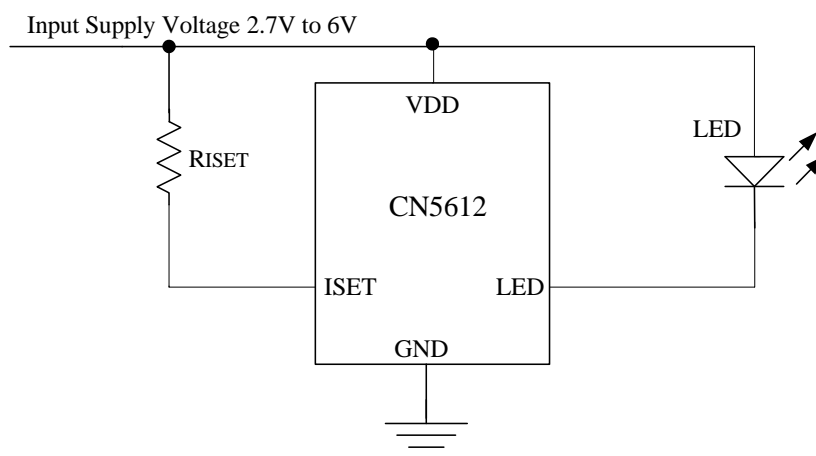 Input Supply Voltage 2.7V to 6V
VDD
LED
RISET
CN5612
ISET
LED
GND